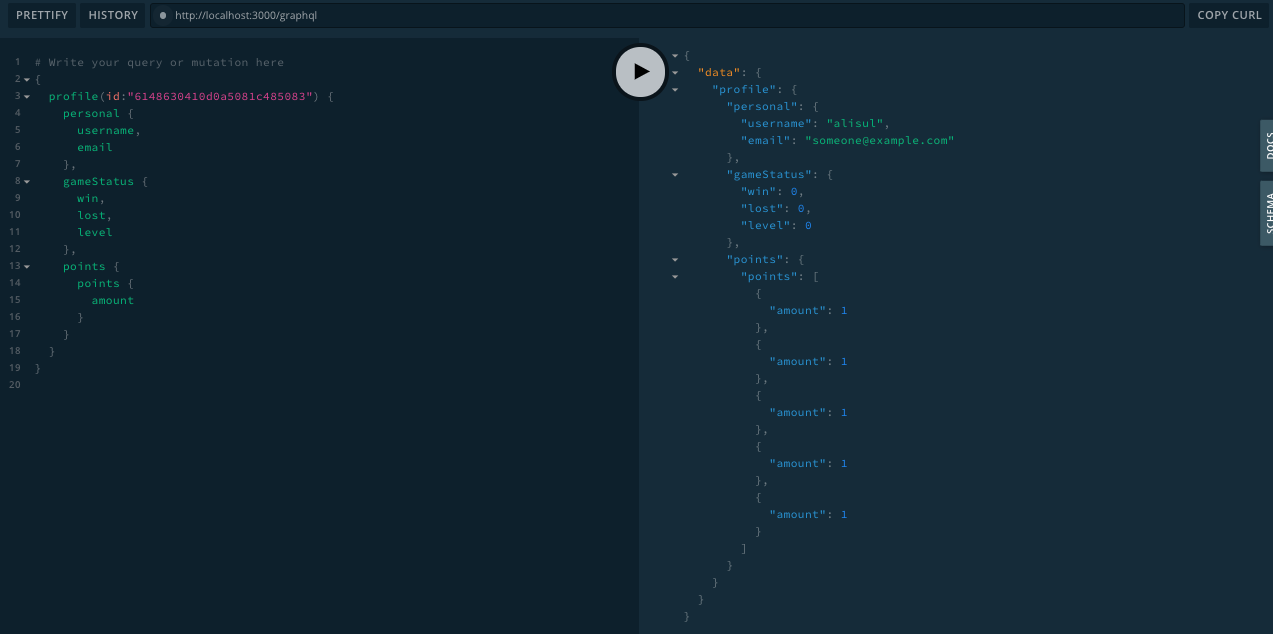 PRETTIFY HISTORY http://localhost:3000/graphql COPY CURL
1 # Write your query or mutation here
2 {
3 profile(id:"6148630410d0a5081c485083") {
4 personal {
5 username,
6 email
7 },
8 gameStatus {
9 win,
10 lost,
11 level
12 },
13 points {
14 points {
15 amount
16 }
17 }
18 }
19 }
20
{
"data": {
"profile": {
"personal": {
"username": "alisul",
"email": "someone@example.com"
},
"gameStatus": {
"win": 0,
"lost": 0,
"level": 0
},
"points": {
"points": [
{
"amount": 1
},
{
"amount": 1
},
{
"amount": 1
},
{
"amount": 1
},
{
"amount": 1
}
]
}
}
}
}
DOCS
SCHEMA